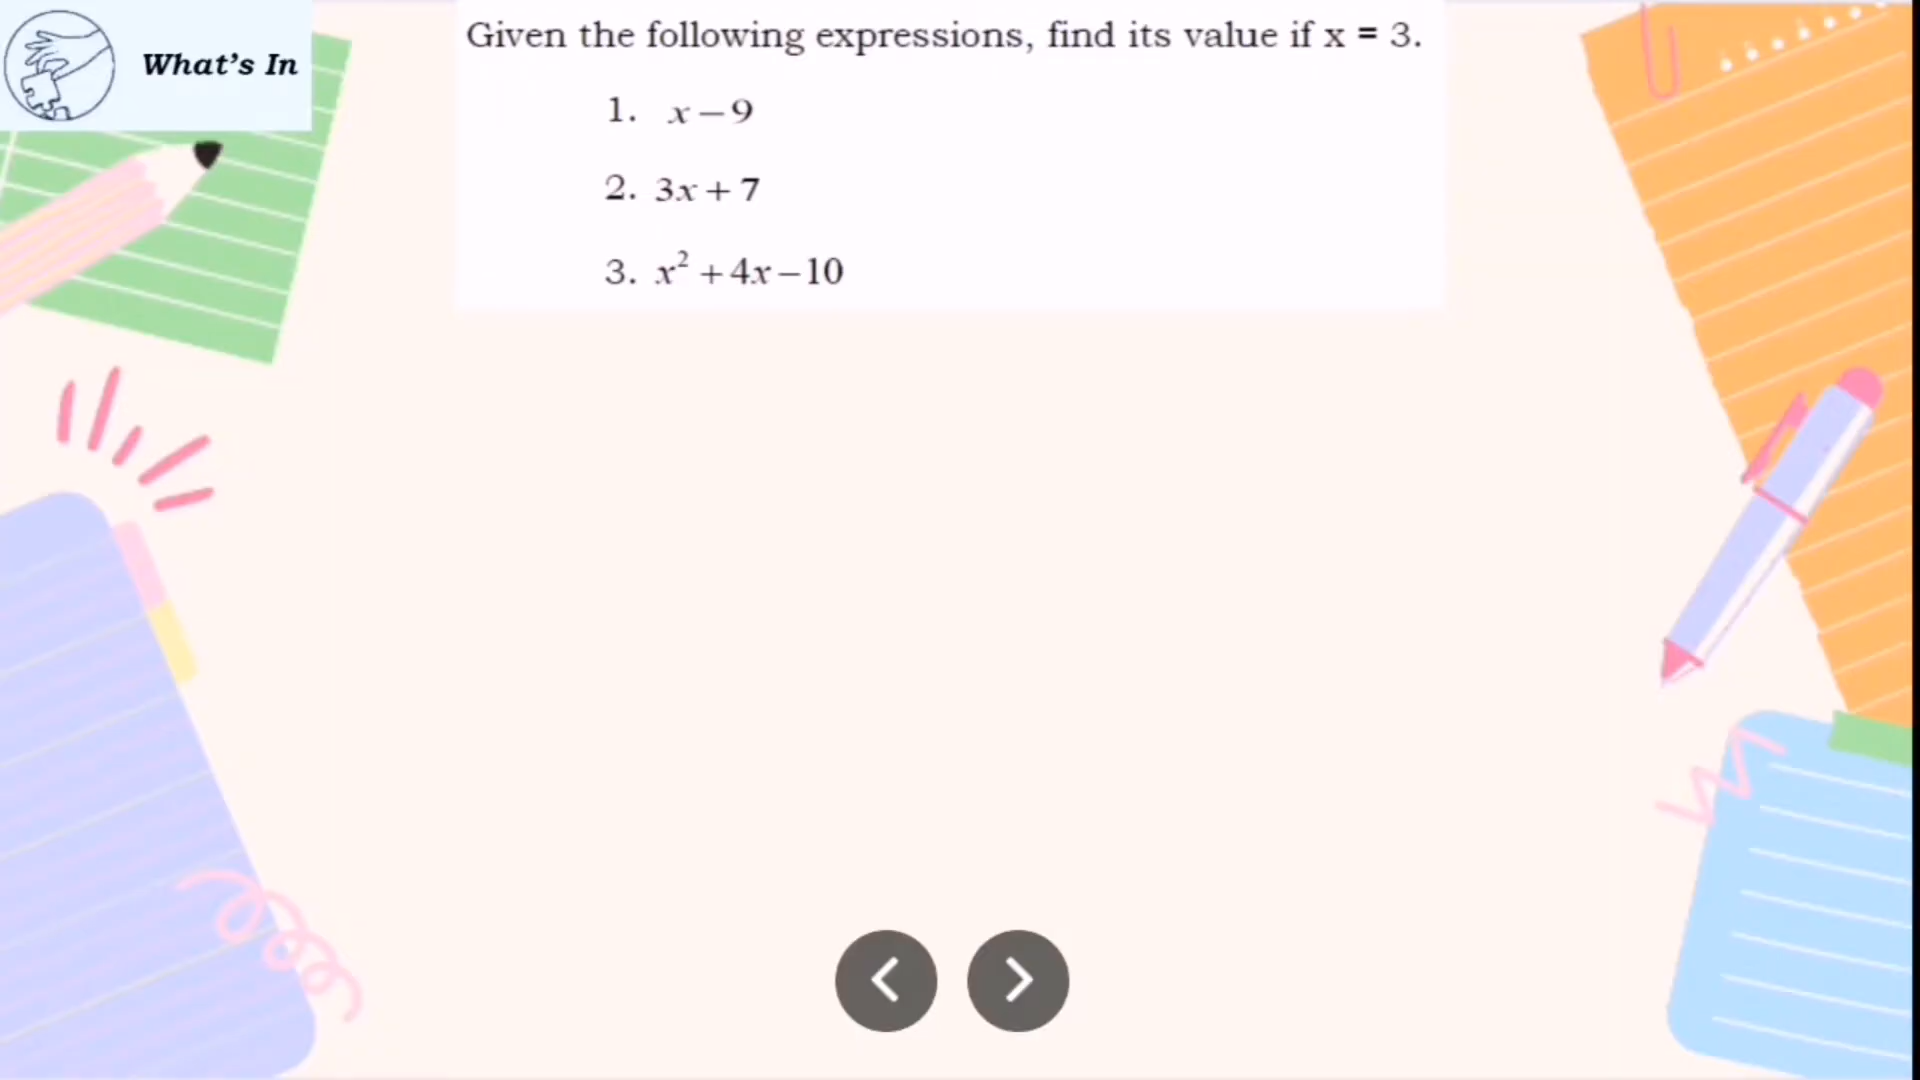 What's In
Given the following expressions, find its value if x = 3.
1. x – 9
2. 3x + 7
3. x² + 4x – 10